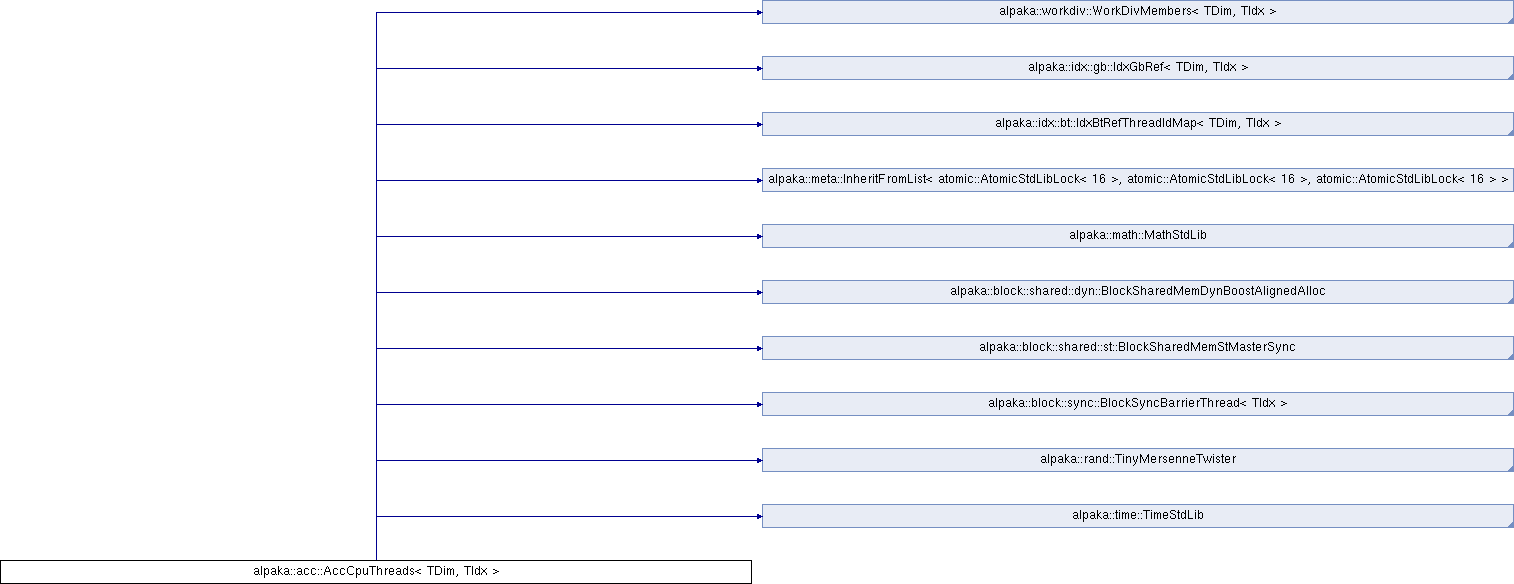 alpaka::workdiv::WorkDivMembers< TDim, TIdx >
alpaka::idx::gb::IdxGbRef< TDim, TIdx >
alpaka::idx::bt::IdxBtRefThreadIdMap< TDim, TIdx >
alpaka::meta::InheritFromList< atomic::AtomicStdLibLock< 16 >, atomic::AtomicStdLibLock< 16 >, atomic::AtomicStdLibLock< 16 > >
alpaka::math::MathStdLib
alpaka::block::shared::dyn::BlockSharedMemDynBoostAlignedAlloc
alpaka::block::shared::st::BlockSharedMemStMasterSync
alpaka::block::sync::BlockSyncBarrierThread< TIdx >
alpaka::rand::TinyMersenneTwister
alpaka::time::TimeStdLib
alpaka::acc::AccCpuThreads< TDim, TIdx >